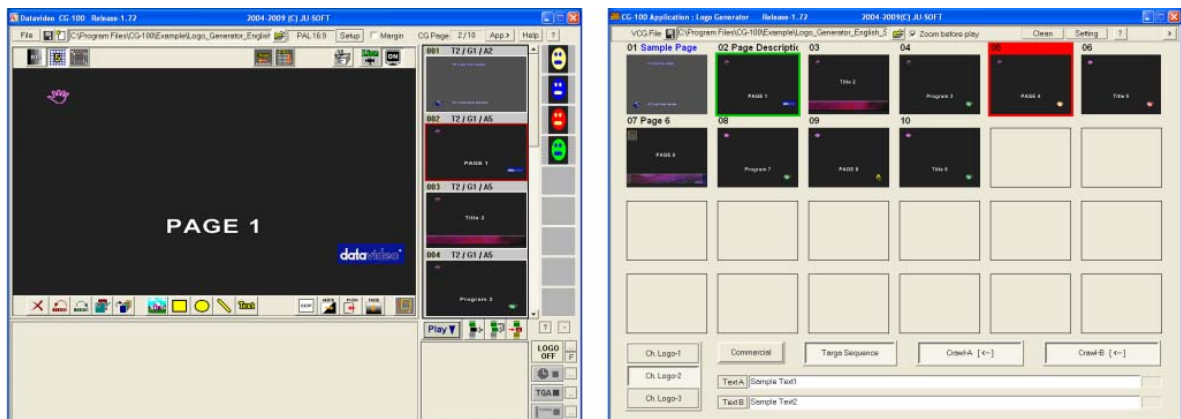 Datavideo CG-100 Release-1.72 2004-2009 (C) JU-SOFT
File C:\Program Files\CG-100\Example\Logo_Generator_English PAL 16:9 Setup Margin CG Page 2/10 App.> Help ?
Live
ON
001 T2 / G1 / A2
002 T2 / G1 / A5
PAGE 1
003 T2 / G1 / A5
Title 2
004 T2 / G1 / A5
Program 3
PAGE 1
datavideo
Text
Play
? -
LOGO OFF
F
TGA
CG-100 Application : Logo Generator Release-1.72 2004-2009 (C) JU-SOFT
VCG File C:\Program Files\CG-100\Example\Logo_Generator_English_S Zoom before play Clean Setting ? >
01 Sample Page 02 Page Descriptic 03 04 05 06
PAGE 1 Title 2 Program 3 PAGE 4 Title 5
07 Page 6 08 09 10
PAGE 6 Program 7 PAGE 8 Title 9
Ch. Logo-1 Commercial Targa Sequence Crawl-A [<-] Crawl-B [<-]
Ch. Logo-2
Text A Sample Text1
Ch. Logo-3
Text B Sample Text2